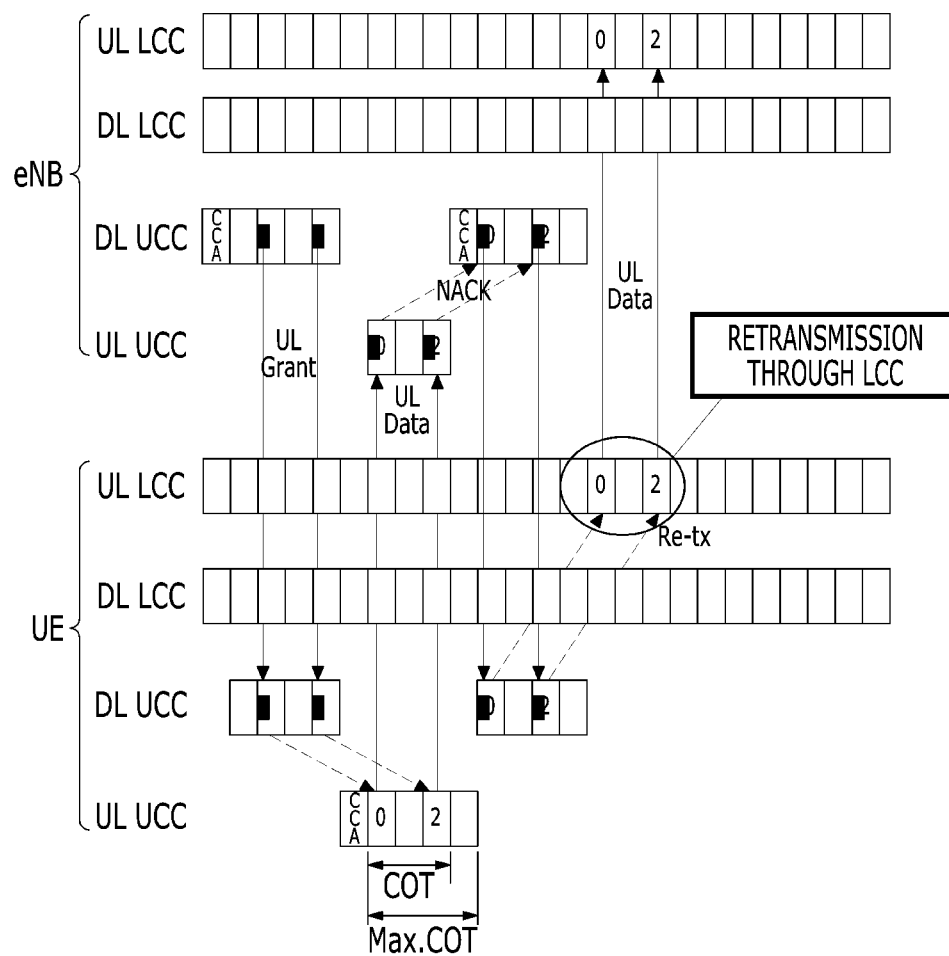 UL LCC
0 2
DL LCC
eNB
DL UCC
CCA
CCA 0 2
NACK
UL Data
UL UCC
0 2
UL Grant
UL Data
RETRANSMISSION
THROUGH LCC
UL LCC
0 2
Re-tx
DL LCC
UE
DL UCC
0 2
UL UCC
CCA 0 2
COT
Max.COT